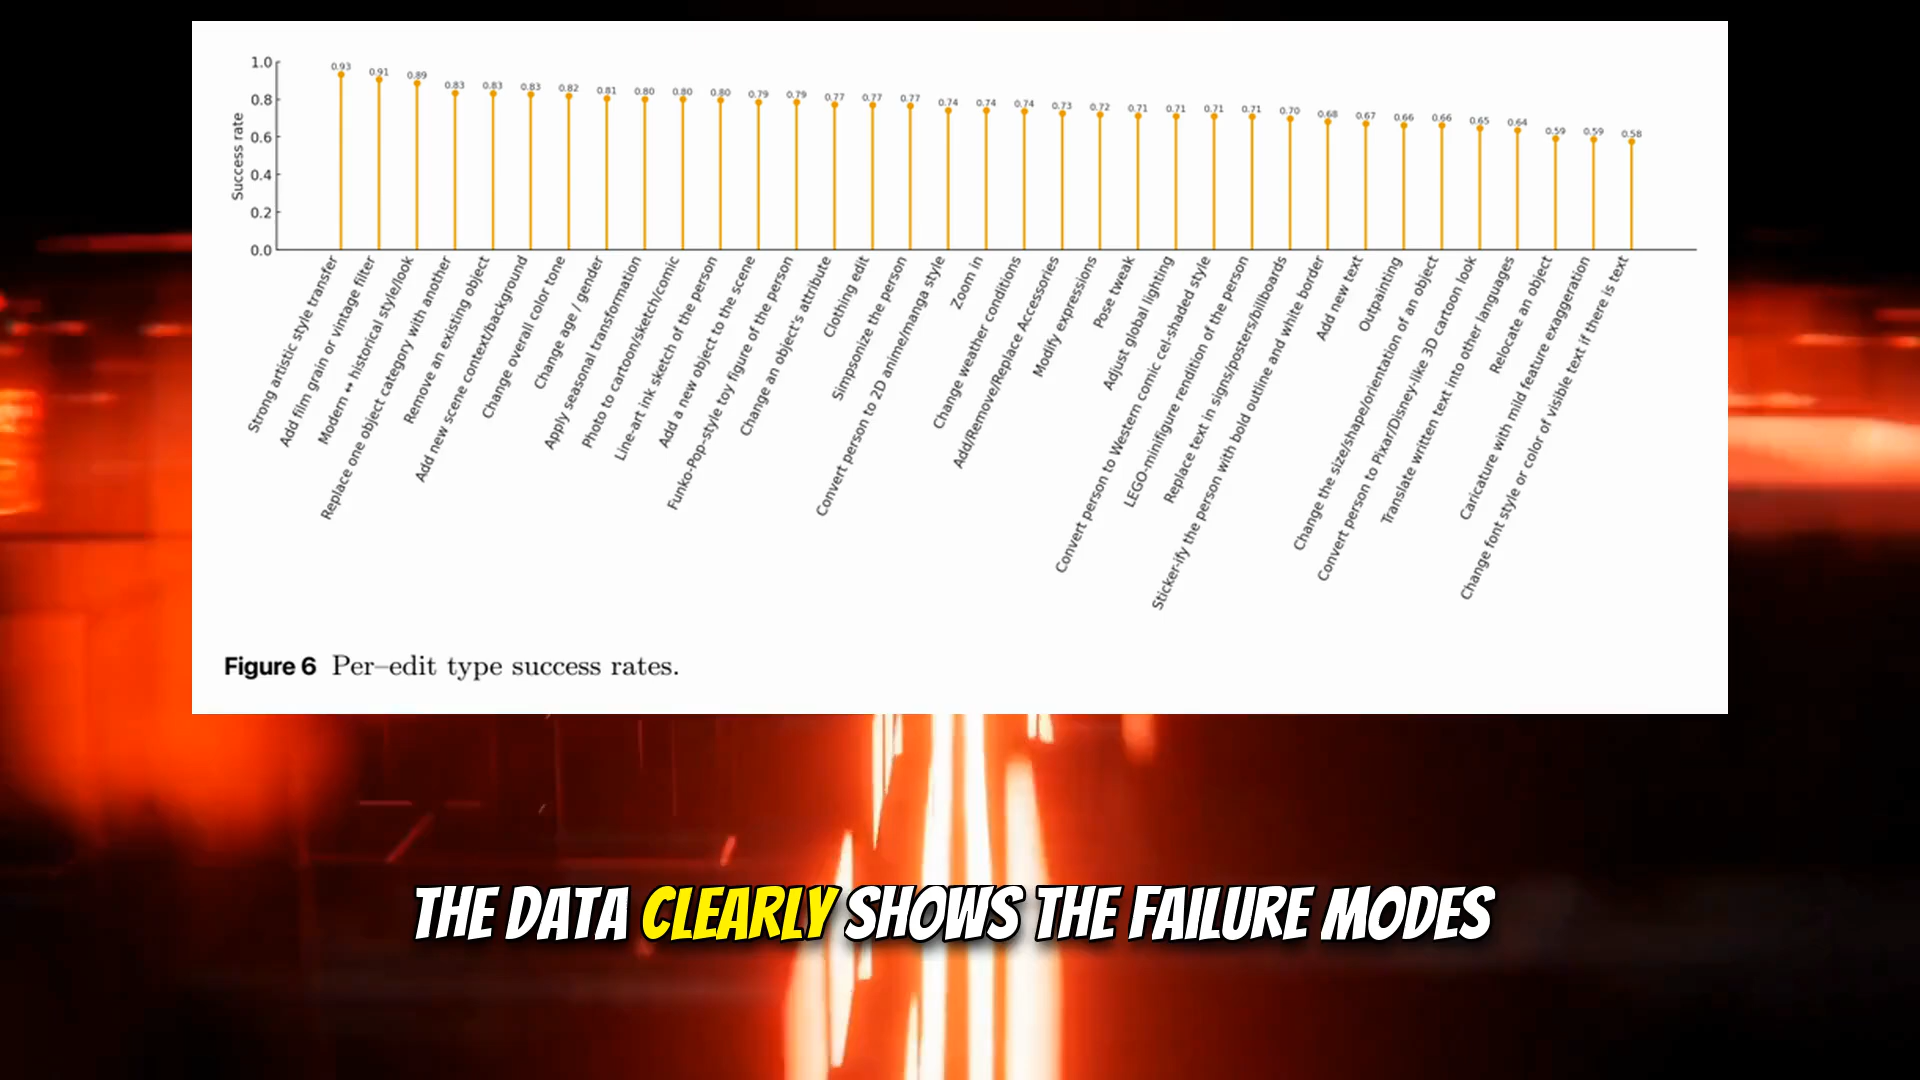 1.0
0.8
0.6
0.4
0.2
0.0
Success rate
0.93 0.91 0.89 0.83 0.83 0.83 0.82 0.81 0.80 0.80 0.80 0.79 0.79 0.77 0.77 0.77 0.74 0.74 0.74 0.73 0.72 0.71 0.71 0.71 0.71 0.70 0.68 0.67 0.66 0.66 0.65 0.64 0.59 0.59 0.58
Strong artistic style transfer
Add film grain or vintage filter
Modern ↔ historical style/look
Replace one object category with another
Remove an existing object
Add new scene context/background
Change overall color tone
Change age / gender
Apply seasonal transformation
Photo to cartoon/sketch/comic
Line-art ink sketch of the person
Add a new object to the scene
Funko-Pop-style toy figure of the person
Change an object's attribute
Clothing edit
Simpsonize the person
Convert person to 2D anime/manga style
Zoom in
Change weather conditions
Add/Remove/Replace Accessories
Modify expressions
Pose tweak
Adjust global lighting
Convert person to Western comic cel-shaded style
LEGO-minifigure rendition of the person
Replace text in signs/posters/billboards
Sticker-ify the person with bold outline and white border
Add new text
Outpainting
Change the size/shape/orientation of an object
Convert person to Pixar/Disney-like 3D cartoon look
Translate written text into other languages
Relocate an object
Caricature with mild feature exaggeration
Change font style or color of visible text if there is text
Figure 6 Per–edit type success rates.
THE DATA CLEARLY SHOWS THE FAILURE MODES